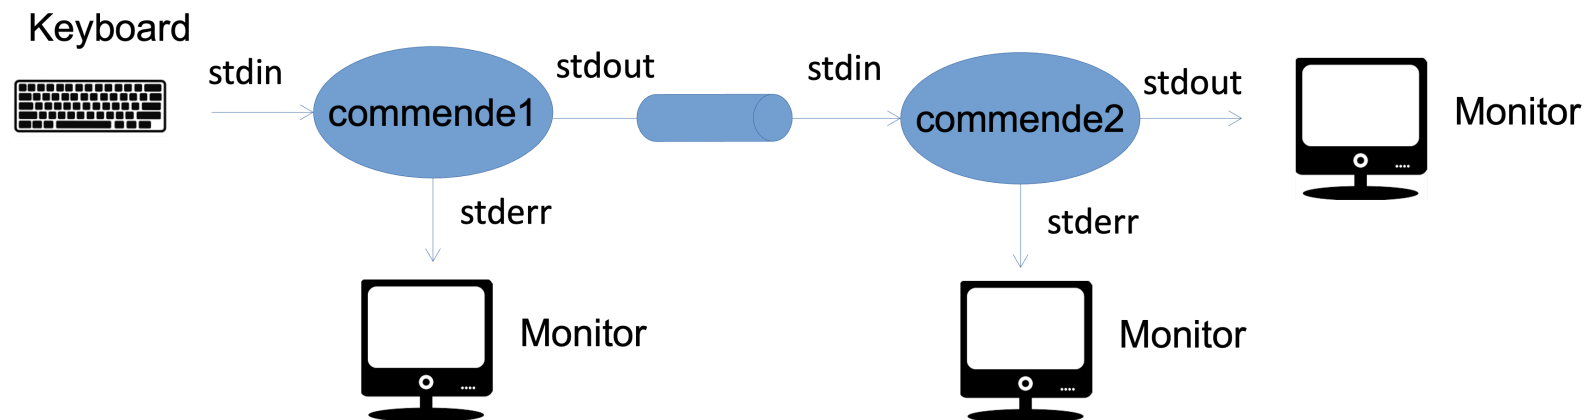 Keyboard
stdin
commende1
stdout
stdin
commende2
stdout
Monitor
stderr
Monitor
stderr
Monitor